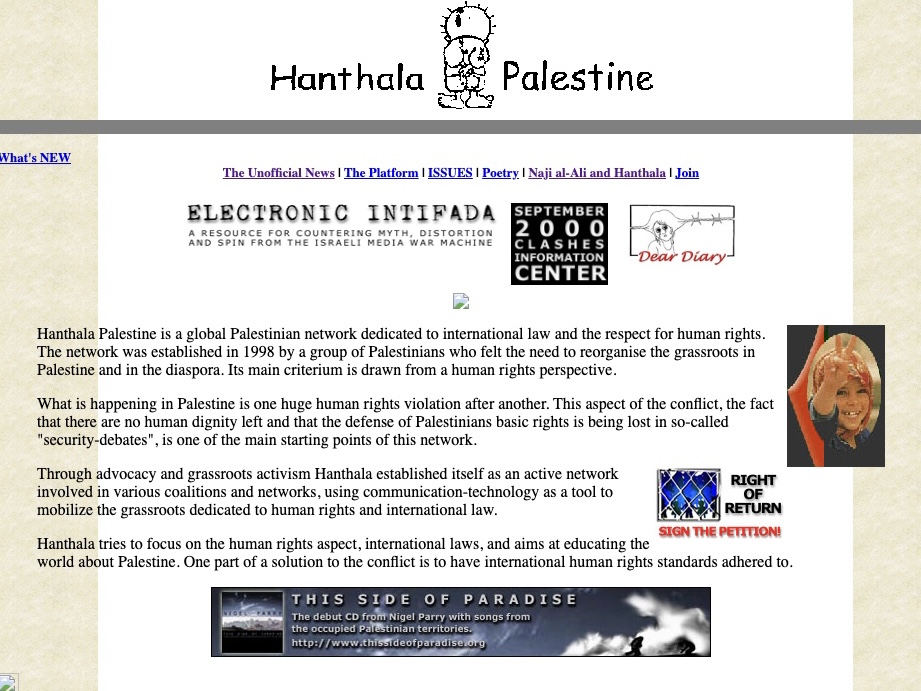 Hanthala Palestine
What's NEW
The Unofficial News | The Platform | ISSUES | Poetry | Naji al-Ali and Hanthala | Join
ELECTRONIC INTIFADA
A RESOURCE FOR COUNTERING MYTH, DISTORTION
AND SPIN FROM THE ISRAELI MEDIA WAR MACHINE
SEPTEMBER
2000
CLASHES
INFORMATION
CENTER
Dear Diary
Hanthala Palestine is a global Palestinian network dedicated to international law and the respect for human rights.
The network was established in 1998 by a group of Palestinians who felt the need to reorganise the grassroots in
Palestine and in the diaspora. Its main criterium is drawn from a human rights perspective.
What is happening in Palestine is one huge human rights violation after another. This aspect of the conflict, the fact
that there are no human dignity left and that the defense of Palestinians basic rights is being lost in so-called
"security-debates", is one of the main starting points of this network.
Through advocacy and grassroots activism Hanthala established itself as an active network
involved in various coalitions and networks, using communication-technology as a tool to
mobilize the grassroots dedicated to human rights and international law.
RIGHT
OF
RETURN
SIGN THE PETITION!
Hanthala tries to focus on the human rights aspect, international laws, and aims at educating the
world about Palestine. One part of a solution to the conflict is to have international human rights standards adhered to.
NIGEL PARRY
THIS SIDE OF PARADISE
The debut CD from Nigel Parry with songs from
the occupied Palestinian territories.
http://www.thissideofparadise.org